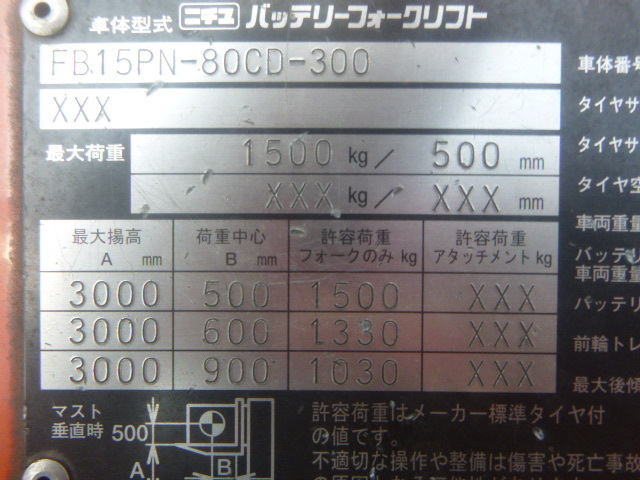 車体型式 ニチユ バッテリーフォークリフト
FB15PN-80CD-300
XXX
最大荷重 1500 kg／ 500 mm
XXX kg／ XXX mm
最大揚高 荷重中心 許容荷重 許容荷重
A mm B mm フォークのみ kg アタッチメント kg
3000 500 1500 XXX
3000 600 1330 XXX
3000 900 1030 XXX
マスト
垂直時 500
A
B
許容荷重はメーカー標準タイヤ付
の値です。
不適切な操作や整備は傷害や死亡事故
車体番号
タイヤサ
タイヤサ
タイヤ空
車両重量
バッテリ
車両重量
バッテリ
前輪トレ
最大後傾